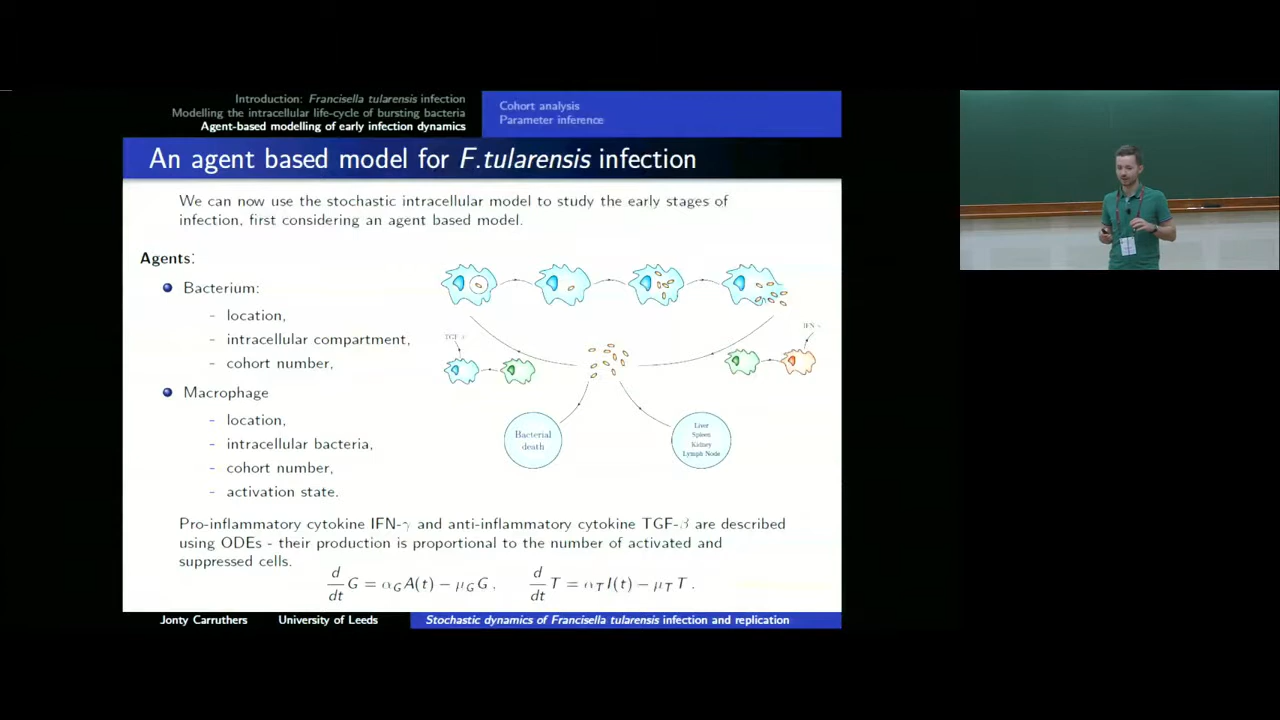 Introduction: Francisella tularensis infection
Modelling the intracellular life-cycle of bursting bacteria
Agent-based modelling of early infection dynamics
Cohort analysis
Parameter inference
An agent based model for F.tularensis infection
We can now use the stochastic intracellular model to study the early stages of
infection, first considering an agent based model.
Agents:
Bacterium:
- location,
- intracellular compartment,
- cohort number,
Macrophage
- location,
- intracellular bacteria,
- cohort number,
- activation state.
TGF-β
IFN-γ
Bacterial
death
Liver
Spleen
Kidney
Lymph Node
Pro-inflammatory cytokine IFN-γ and anti-inflammatory cytokine TGF-β are described
using ODEs - their production is proportional to the number of activated and
suppressed cells.
d/dt G = α_G A(t) − μ_G G , d/dt T = α_T I(t) − μ_T T .
Jonty Carruthers University of Leeds Stochastic dynamics of Francisella tularensis infection and replication